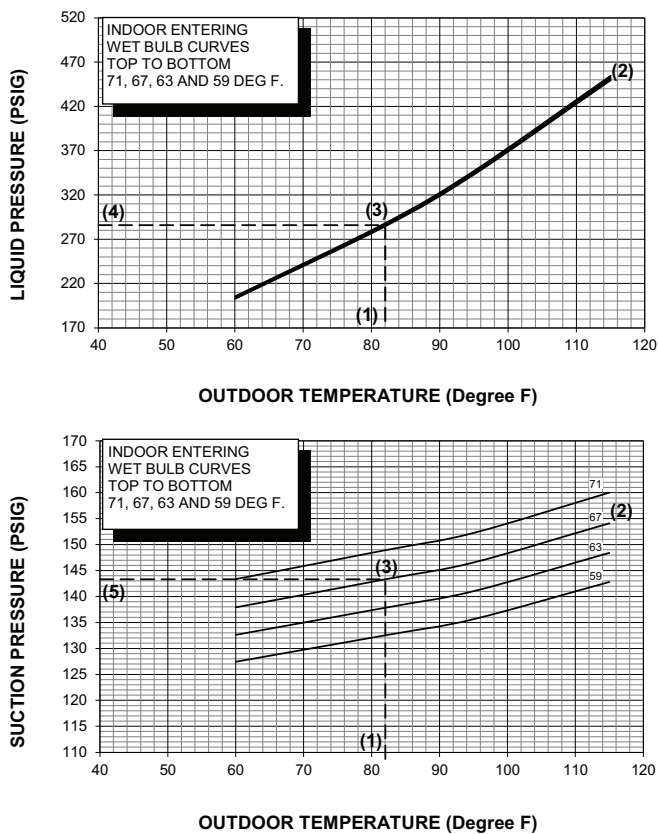 LIQUID PRESSURE (PSIG)
520
470
420
370
320
270
220
170
INDOOR ENTERING
WET BULB CURVES
TOP TO BOTTOM
71, 67, 63 AND 59 DEG F.
(2)
(3)
(4)
(1)
40 50 60 70 80 90 100 110 120
OUTDOOR TEMPERATURE (Degree F)
SUCTION PRESSURE (PSIG)
170
165
160
155
150
145
140
135
130
125
120
115
110
INDOOR ENTERING
WET BULB CURVES
TOP TO BOTTOM
71, 67, 63 AND 59 DEG F.
71
67
(2)
63
59
(3)
(5)
(1)
40 50 60 70 80 90 100 110 120
OUTDOOR TEMPERATURE (Degree F)